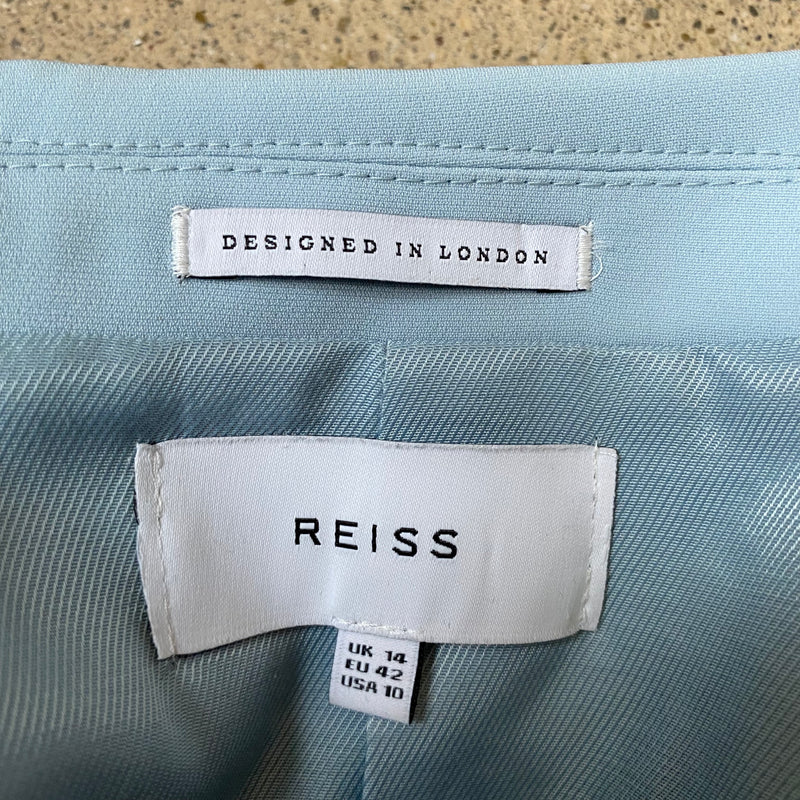 DESIGNED IN LONDON
REISS
UK 14
EU 42
USA 10